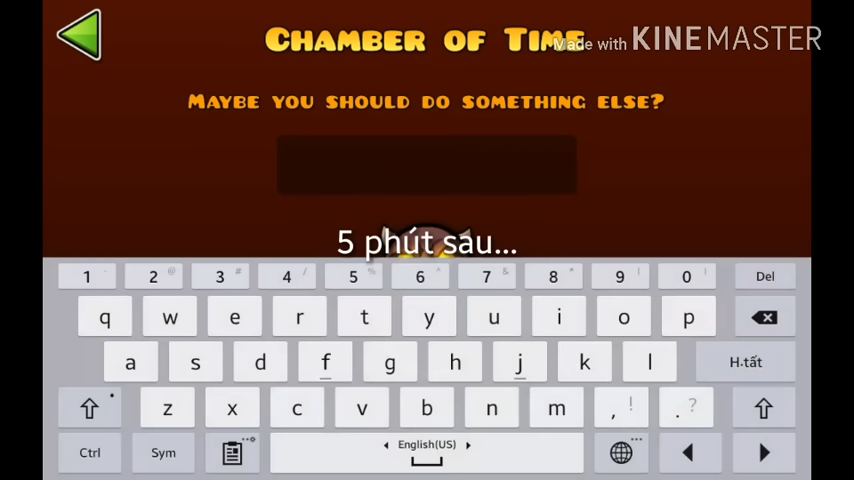 Chamber of Time
Made with KINEMASTER
Maybe you should do something else?
5 phút sau...
1 2 @ 3 # 4 / 5 % 6 ^ 7 & 8 * 9 0 Del
q w e r t y u i o p
a s d f g h j k l H.tất
z x c v b n m , ! . ?
Ctrl Sym English(US)